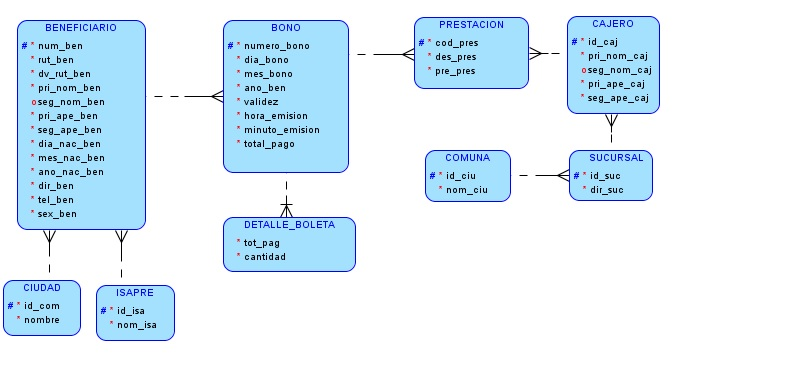 BENEFICIARIO
# * num_ben
* rut_ben
* dv_rut_ben
* pri_nom_ben
o seg_nom_ben
* pri_ape_ben
* seg_ape_ben
* dia_nac_ben
* mes_nac_ben
* ano_nac_ben
* dir_ben
* tel_ben
* sex_ben
BONO
# * numero_bono
* dia_bono
* mes_bono
* ano_ben
* validez
* hora_emision
* minuto_emision
* total_pago
PRESTACION
# * cod_pres
* des_pres
* pre_pres
CAJERO
# * id_caj
* pri_nom_caj
o seg_nom_caj
* pri_ape_caj
* seg_ape_caj
COMUNA
# * id_ciu
* nom_ciu
SUCURSAL
# * id_suc
* dir_suc
DETALLE_BOLETA
* tot_pag
* cantidad
CIUDAD
# * id_com
* nombre
ISAPRE
# * id_isa
* nom_isa